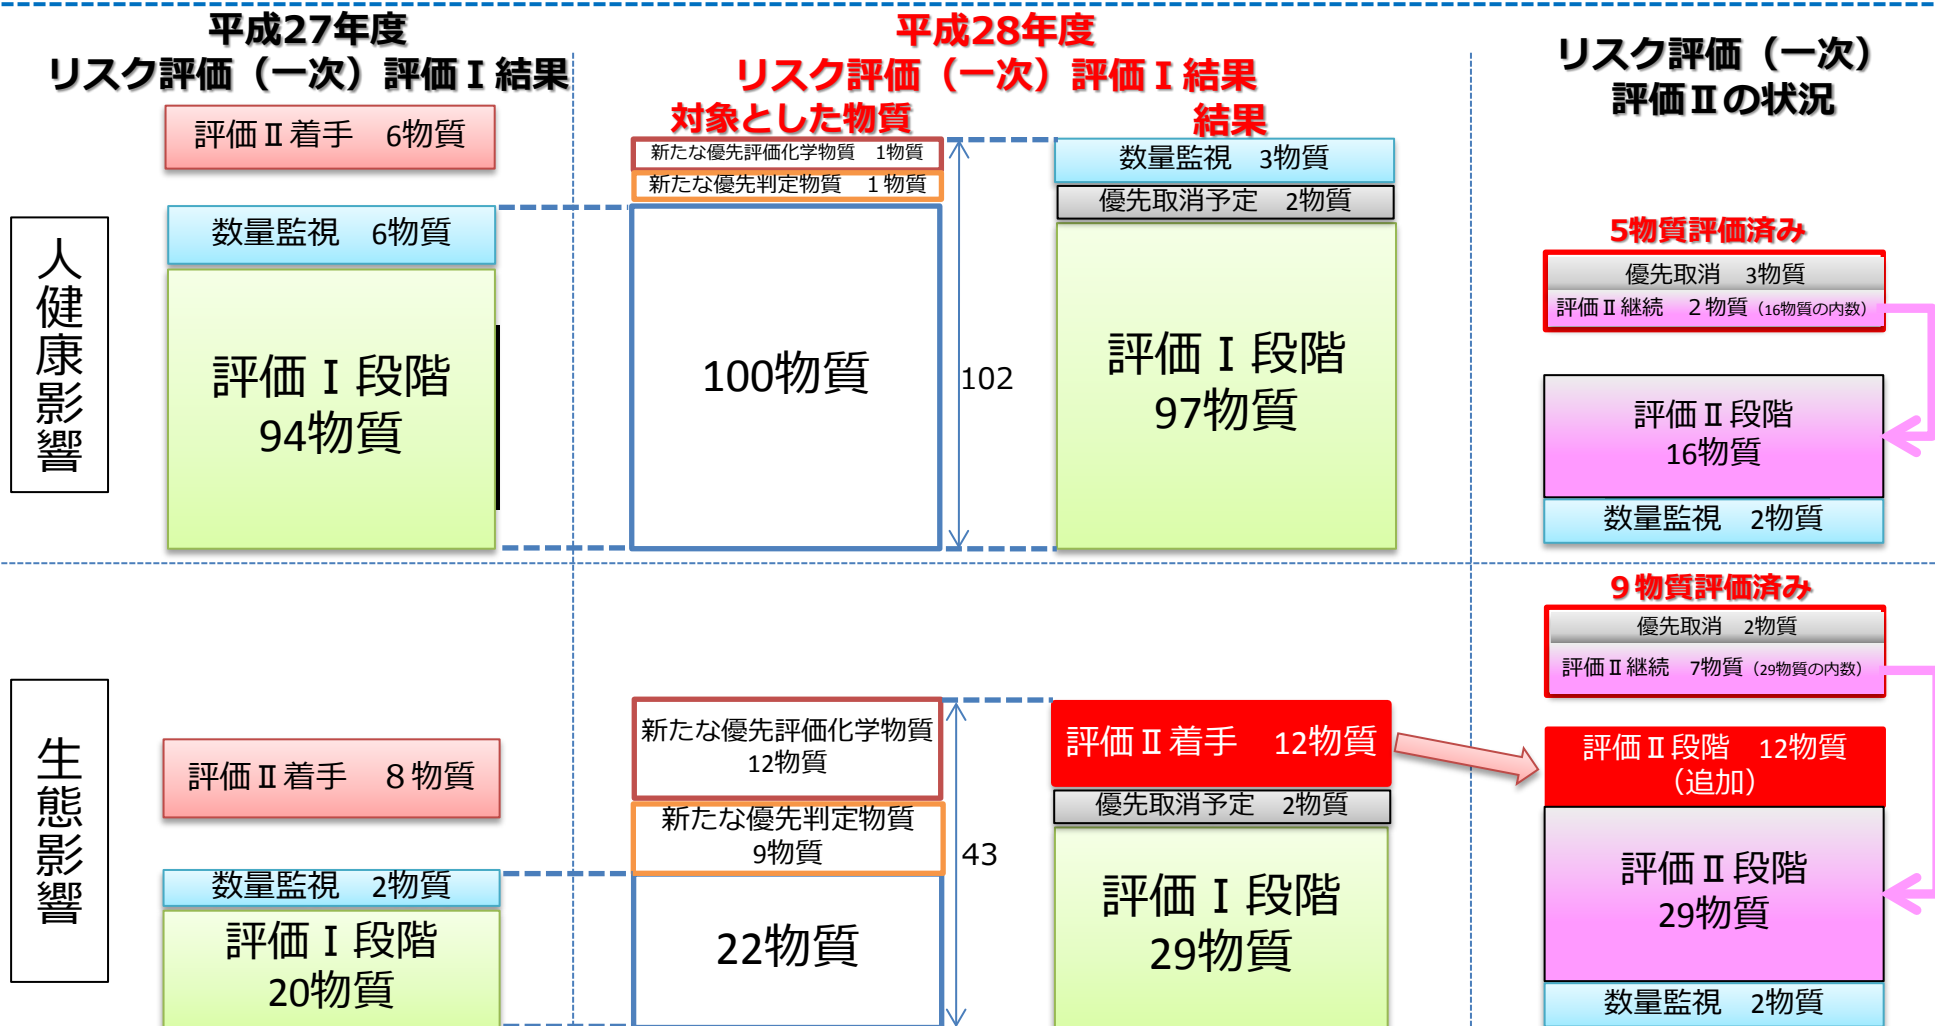 平成27年度
リスク評価（一次）評価Ⅰ結果
平成28年度
リスク評価（一次）評価Ⅰ結果
対象とした物質
結果
リスク評価（一次）
評価Ⅱの状況
人健康影響
評価Ⅱ着手　6物質
数量監視　6物質
評価Ⅰ段階
94物質
新たな優先評価化学物質　1物質
新たな優先判定物質　１物質
100物質
102
数量監視　3物質
優先取消予定　2物質
評価Ⅰ段階
97物質
5物質評価済み
優先取消　3物質
評価Ⅱ継続　２物質（16物質の内数）
評価Ⅱ段階
16物質
数量監視　2物質
生態影響
評価Ⅱ着手　８物質
数量監視　2物質
評価Ⅰ段階
20物質
新たな優先評価化学物質
12物質
新たな優先判定物質
9物質
22物質
43
評価Ⅱ着手　12物質
優先取消予定　2物質
評価Ⅰ段階
29物質
９物質評価済み
優先取消　2物質
評価Ⅱ継続　7物質（29物質の内数）
評価Ⅱ段階　12物質
（追加）
評価Ⅱ段階
29物質
数量監視　2物質